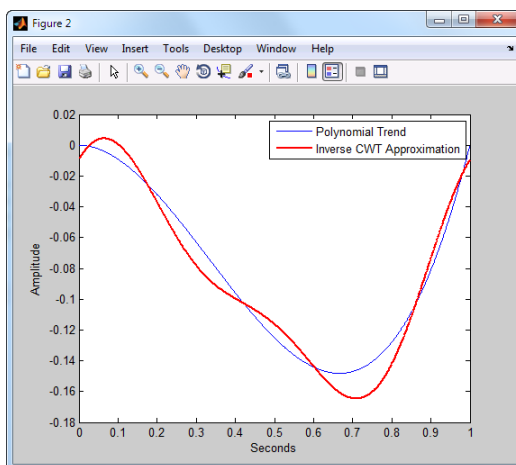 Figure 2
File Edit View Insert Tools Desktop Window Help
0.02
0
-0.02
-0.04
-0.06
-0.08
-0.1
-0.12
-0.14
-0.16
-0.18
Amplitude
Polynomial Trend
Inverse CWT Approximation
0 0.1 0.2 0.3 0.4 0.5 0.6 0.7 0.8 0.9 1
Seconds